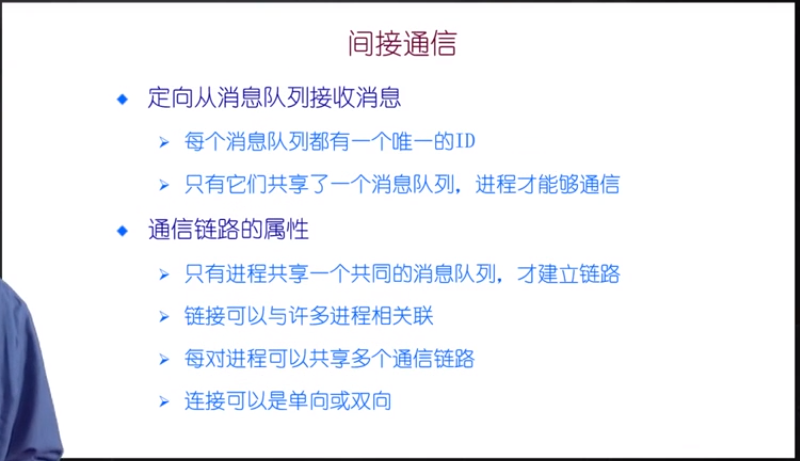 间接通信
定向从消息队列接收消息
每个消息队列都有一个唯一的ID
只有它们共享了一个消息队列，进程才能够通信
通信链路的属性
只有进程共享一个共同的消息队列，才建立链路
链接可以与许多进程相关联
每对进程可以共享多个通信链路
连接可以是单向或双向